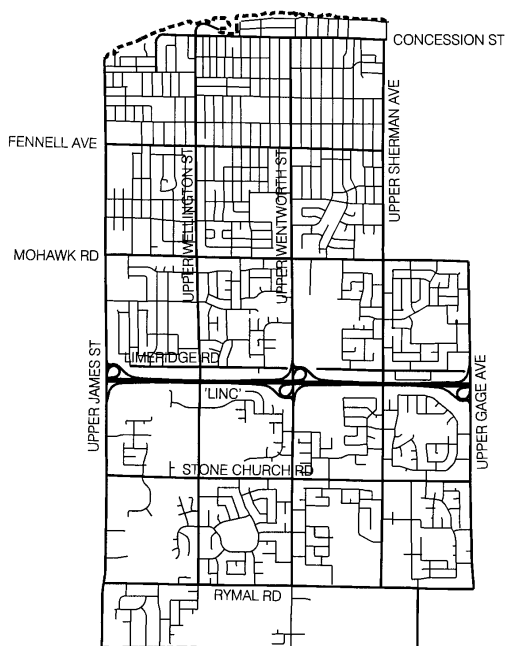 CONCESSION ST
UPPER SHERMAN AVE
FENNELL AVE
UPPER WELLINGTON ST
UPPER WENTWORTH ST
MOHAWK RD
LIMERIDGE RD
UPPER JAMES ST
'LINC'
UPPER GAGE AVE
STONE CHURCH RD
RYMAL RD